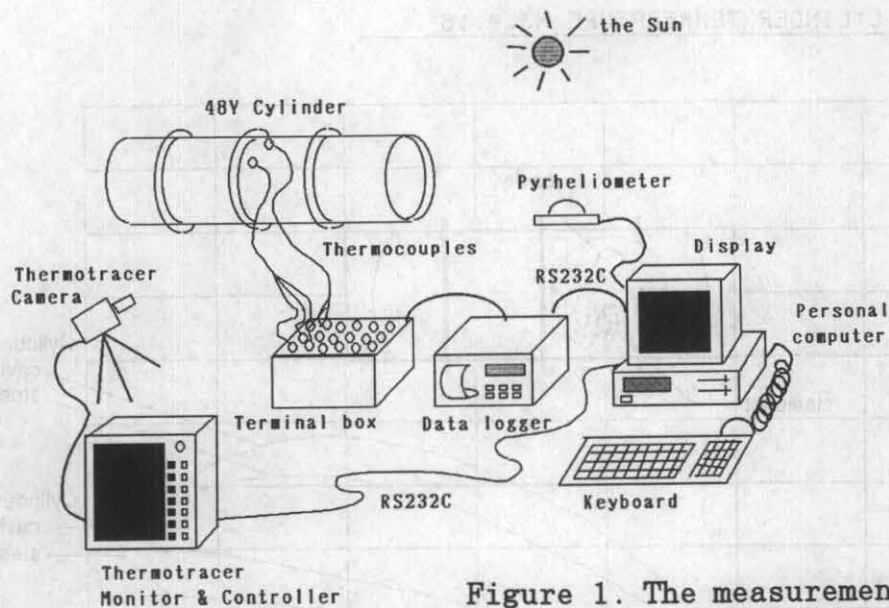 the Sun
48Y Cylinder
Pyrheliometer
Thermocouples
Display
Thermotracer
Camera
RS232C
Personal
computer
Terminal box
Data logger
RS232C
Keyboard
Thermotracer
Monitor & Controller
Figure 1. The measuremen